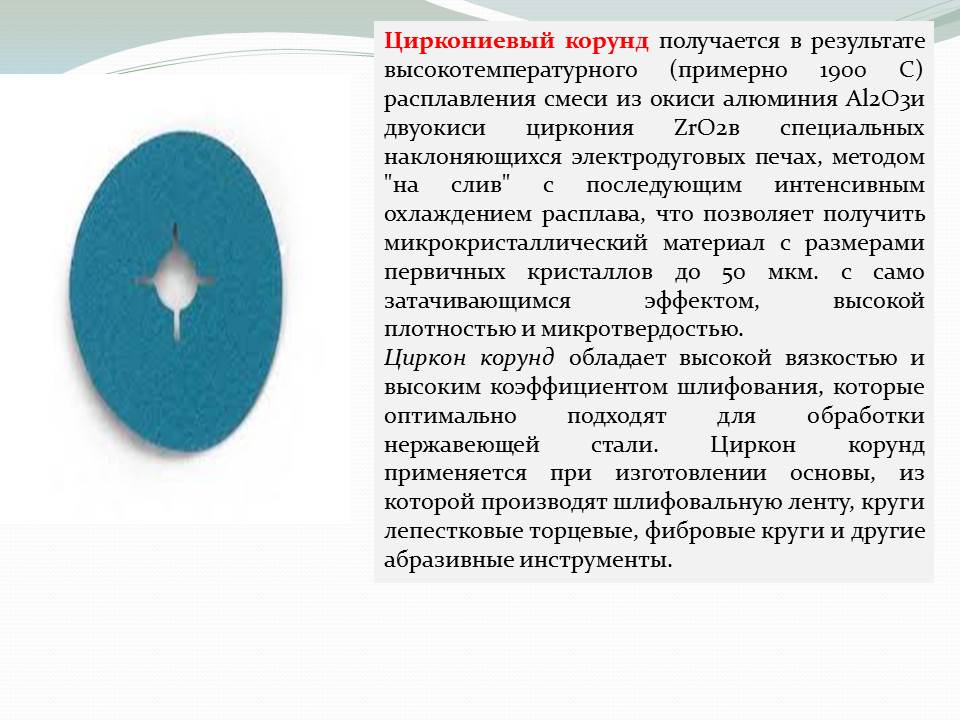 Циркониевый корунд получается в результате
высокотемпературного (примерно 1900 С)
расплавления смеси из окиси алюминия Al2O3и
двуокиси циркония ZrO2в специальных
наклоняющихся электродуговых печах, методом
"на слив" с последующим интенсивным
охлаждением расплава, что позволяет получить
микрокристаллический материал с размерами
первичных кристаллов до 50 мкм. с само
затачивающимся эффектом, высокой
плотностью и микротвердостью.
Циркон корунд обладает высокой вязкостью и
высоким коэффициентом шлифования, которые
оптимально подходят для обработки
нержавеющей стали. Циркон корунд
применяется при изготовлении основы, из
которой производят шлифовальную ленту, круги
лепестковые торцевые, фибровые круги и другие
абразивные инструменты.